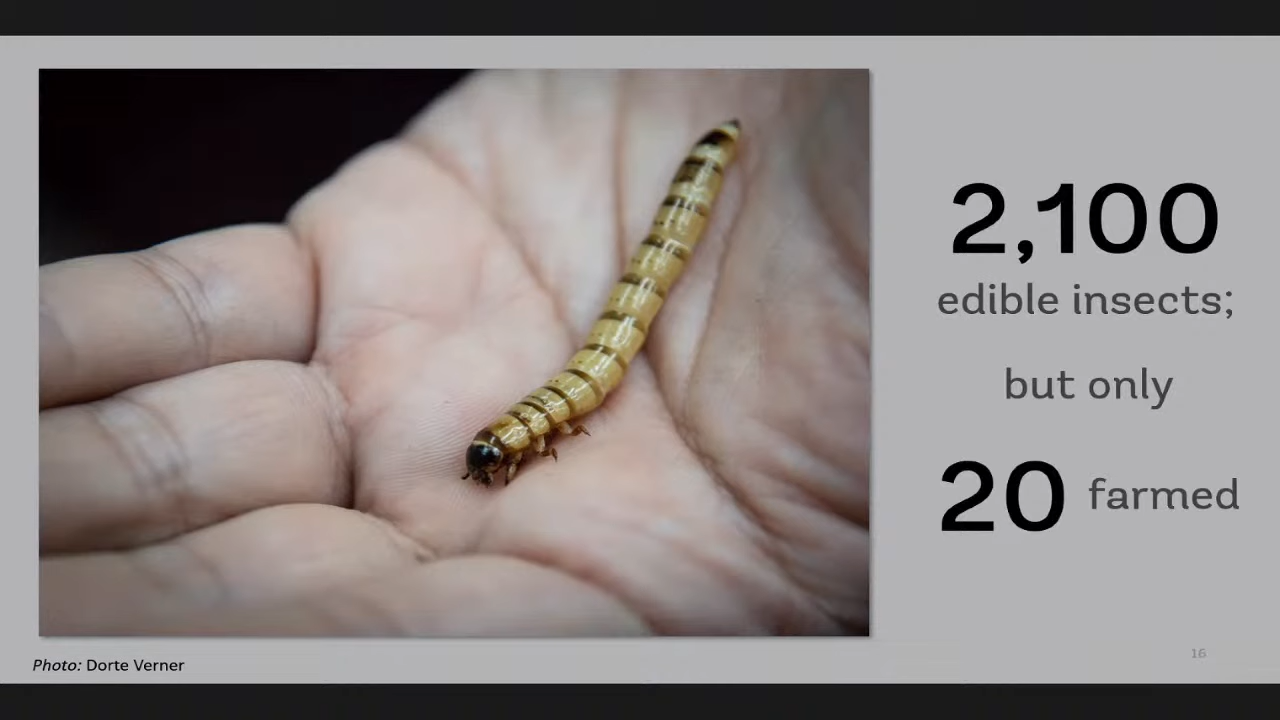 2,100
edible insects;
but only
20 farmed
Photo: Dorte Verner
16